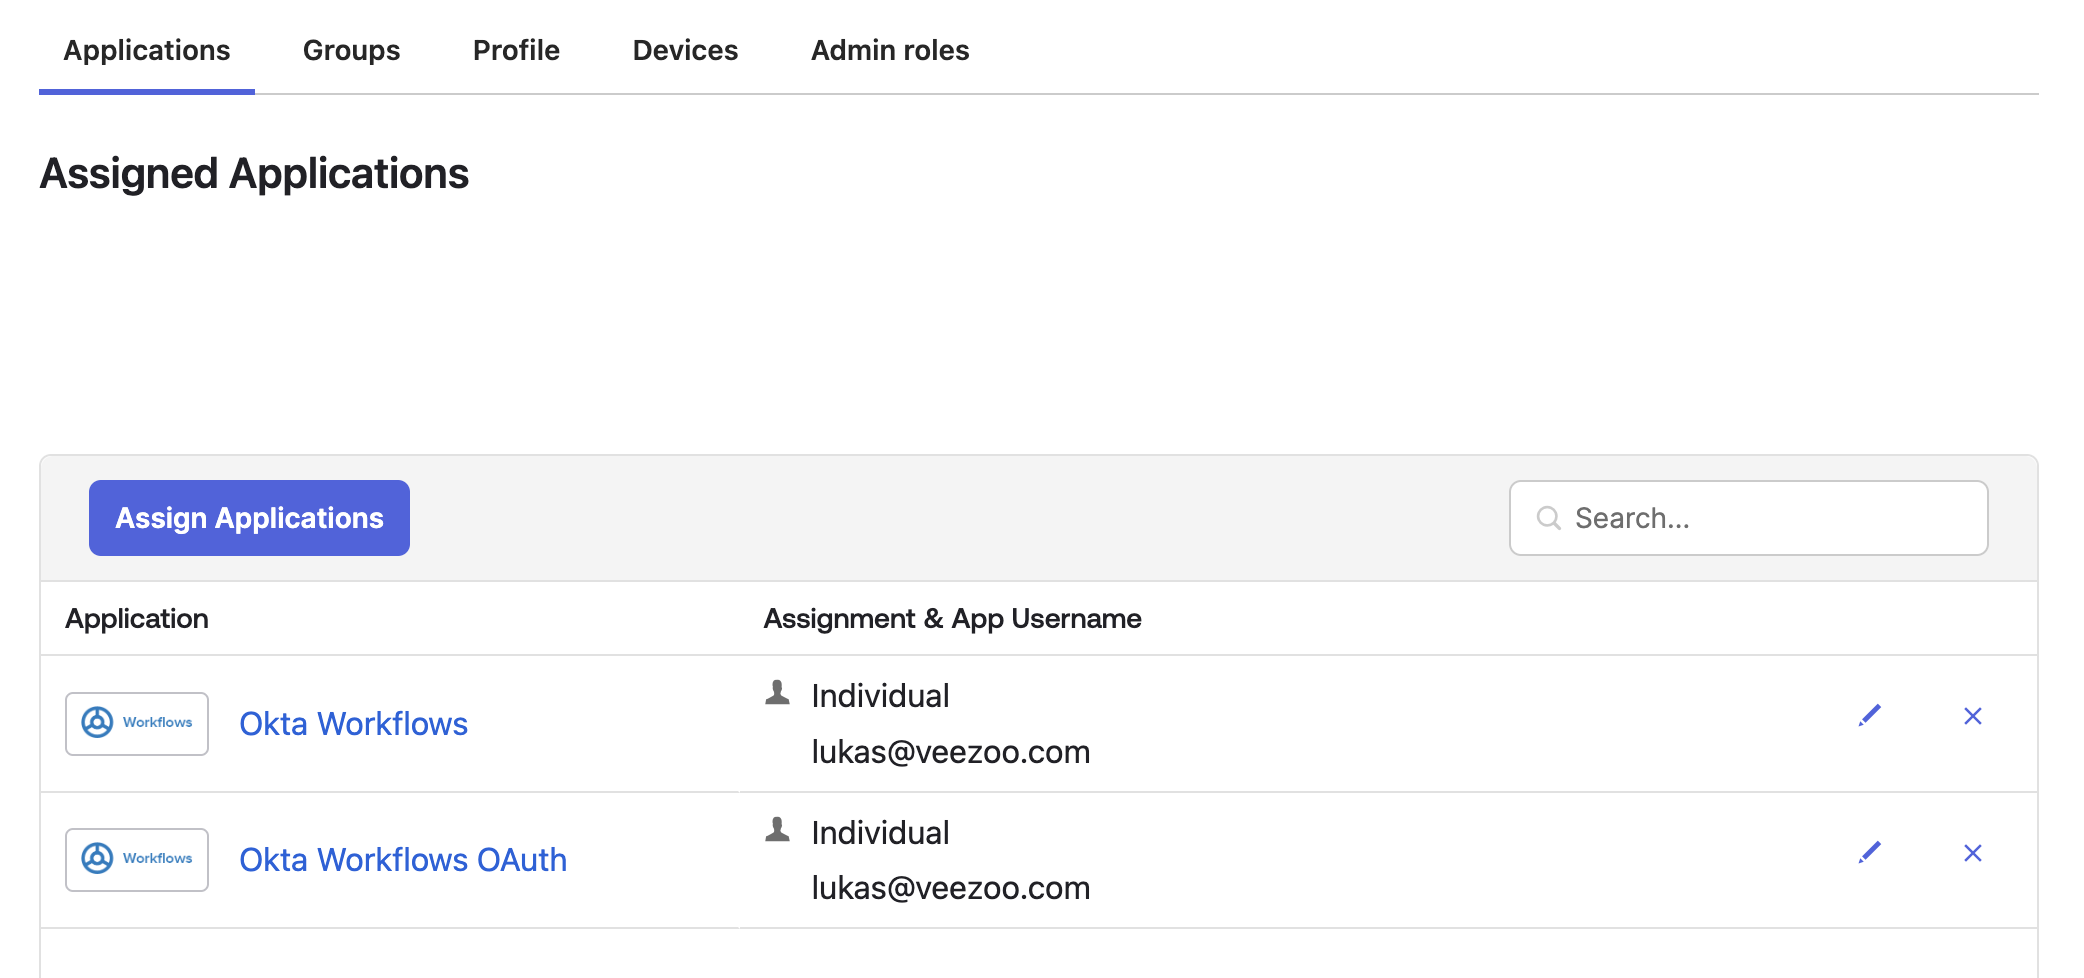 Applications Groups Profile Devices Admin roles
Assigned Applications
Assign Applications
Search...
Application Assignment & App Username
Workflows Okta Workflows Individual
lukas@veezoo.com
Workflows Okta Workflows OAuth Individual
lukas@veezoo.com